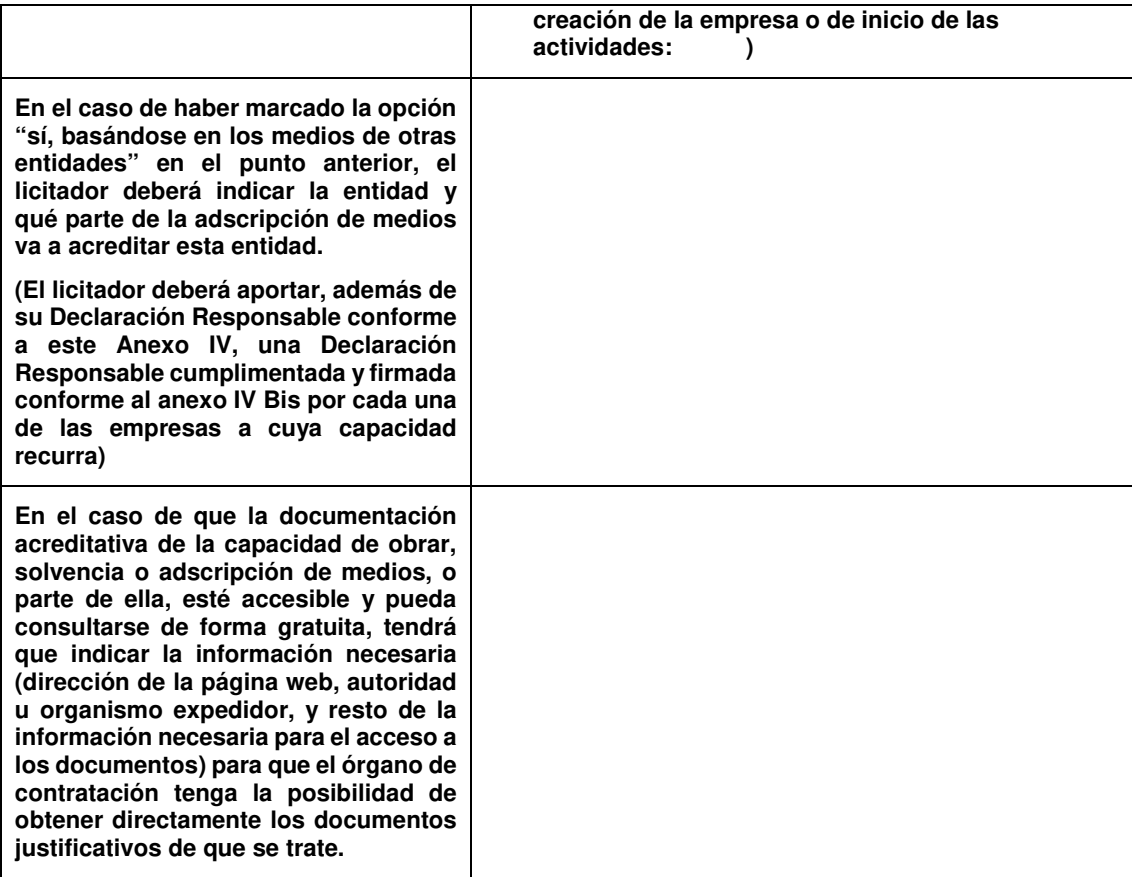 creación de la empresa o de inicio de las
actividades: )
En el caso de haber marcado la opción
“sí, basándose en los medios de otras
entidades” en el punto anterior, el
licitador deberá indicar la entidad y
qué parte de la adscripción de medios
va a acreditar esta entidad.
(El licitador deberá aportar, además de
su Declaración Responsable conforme
a este Anexo IV, una Declaración
Responsable cumplimentada y firmada
conforme al anexo IV Bis por cada una
de las empresas a cuya capacidad
recurra)
En el caso de que la documentación
acreditativa de la capacidad de obrar,
solvencia o adscripción de medios, o
parte de ella, esté accesible y pueda
consultarse de forma gratuita, tendrá
que indicar la información necesaria
(dirección de la página web, autoridad
u organismo expedidor, y resto de la
información necesaria para el acceso a
los documentos) para que el órgano de
contratación tenga la posibilidad de
obtener directamente los documentos
justificativos de que se trate.